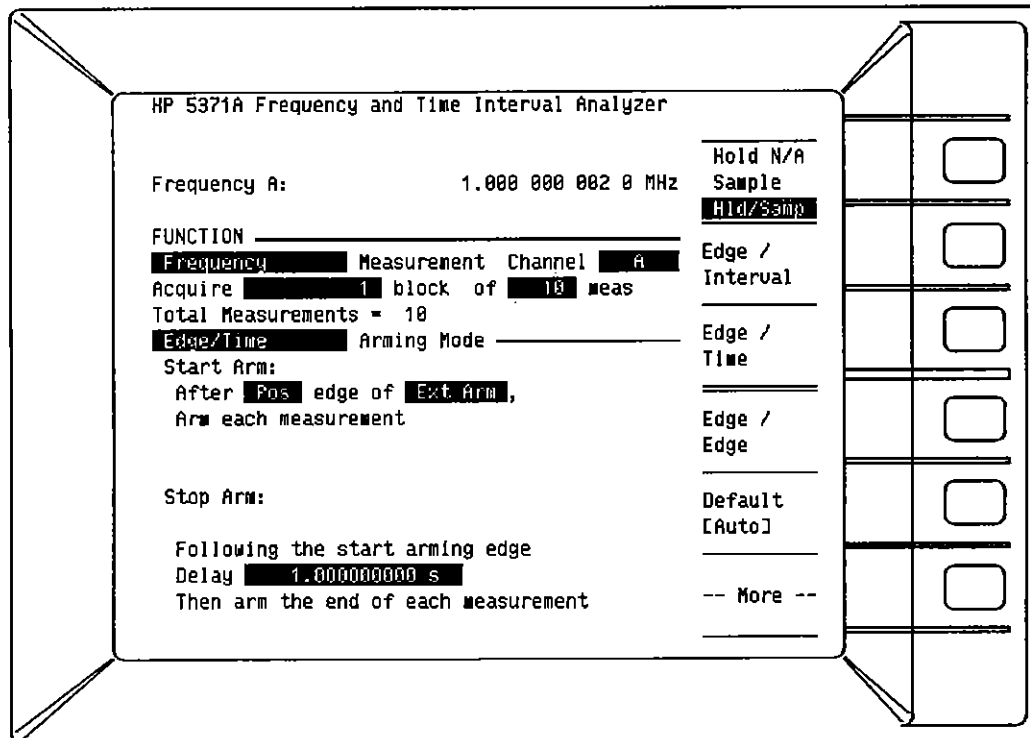 HP 5371A Frequency and Time Interval Analyzer
Frequency A: 1.000 000 002 0 MHz
FUNCTION
Frequency Measurement Channel A
Acquire 1 block of 10 meas
Total Measurements = 10
Edge/Time Arming Mode
Start Arm:
After Pos edge of Ext Arm,
Arm each measurement
Stop Arm:
Following the start arming edge
Delay 1.000000000 s
Then arm the end of each measurement
Hold N/A
Sample
Hld/Samp
Edge /
Interval
Edge /
Time
Edge /
Edge
Default
[Auto]
-- More --